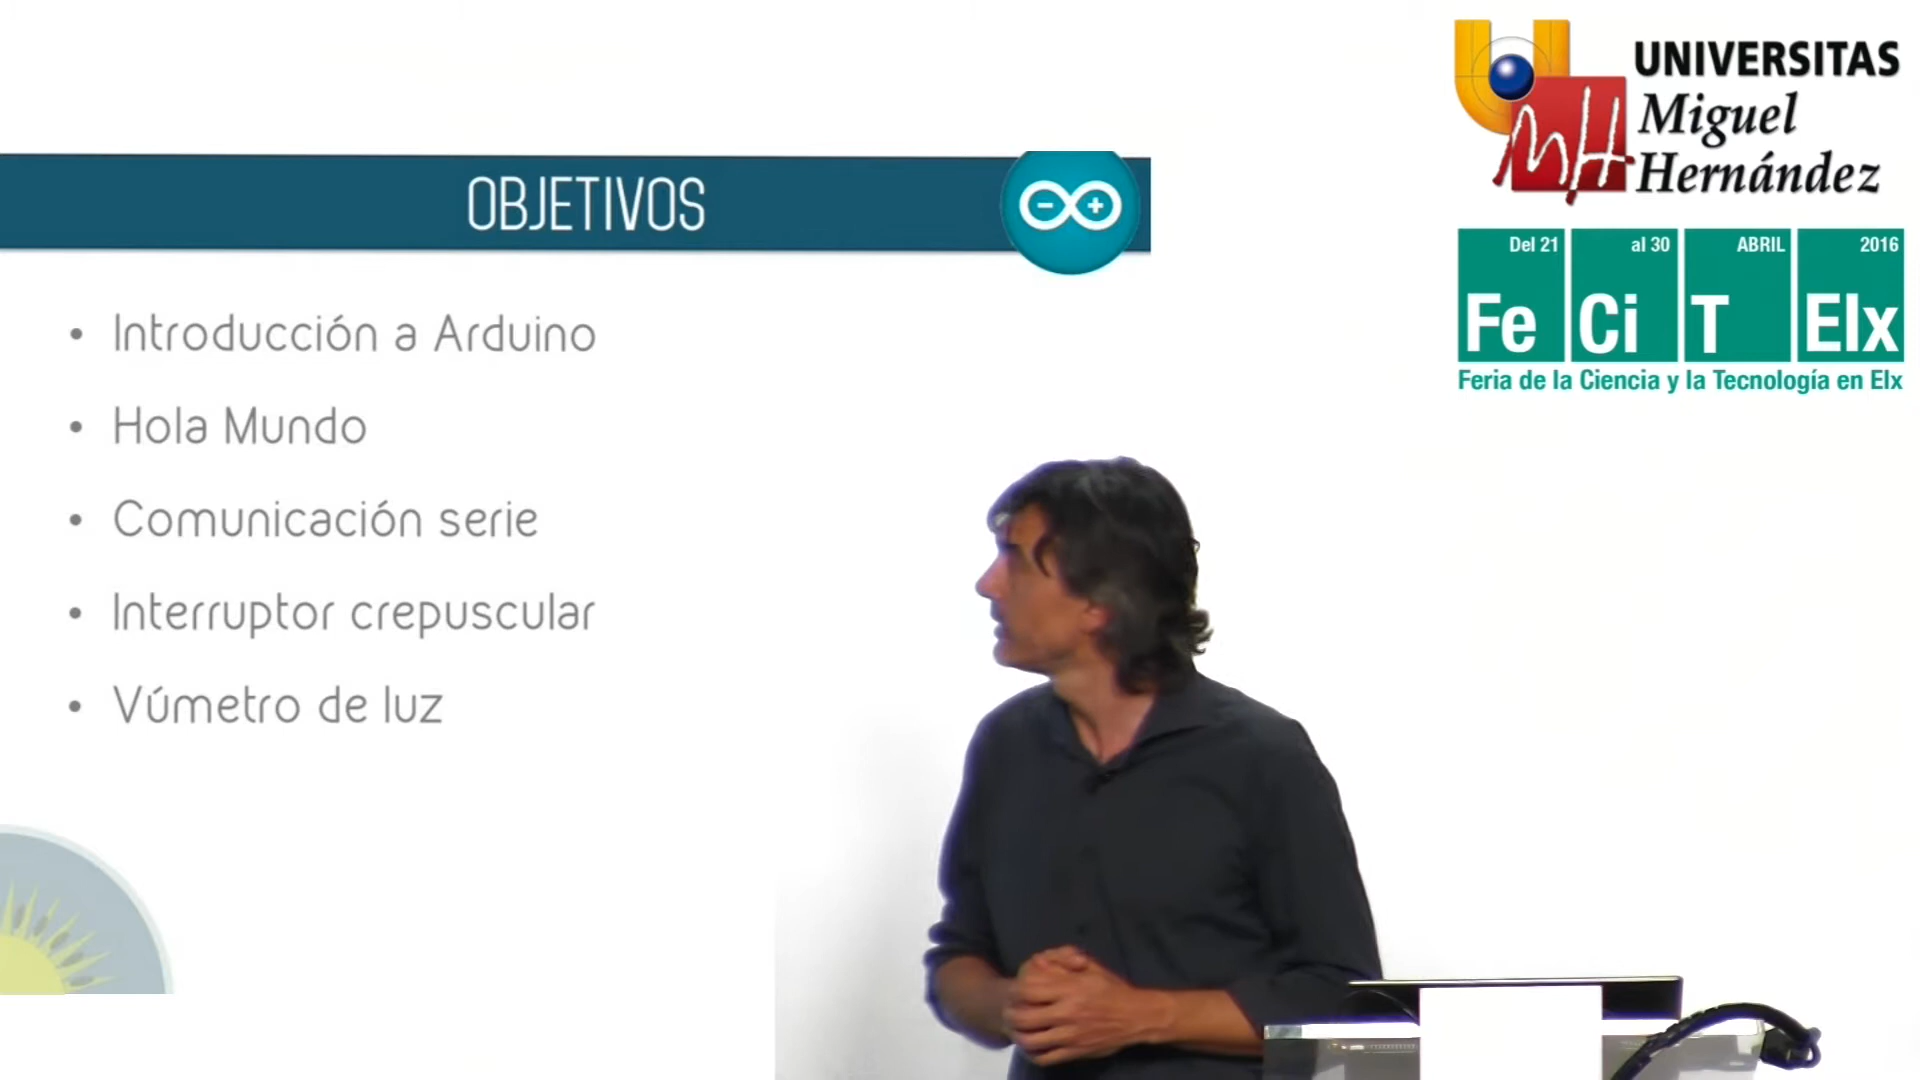 OBJETIVOS
• Introducción a Arduino
• Hola Mundo
• Comunicación serie
• Interruptor crepuscular
• Vúmetro de luz
UNIVERSITAS
Miguel
Hernández
Del 21 al 30 ABRIL 2016
Fe Ci T Elx
Feria de la Ciencia y la Tecnología en Elx